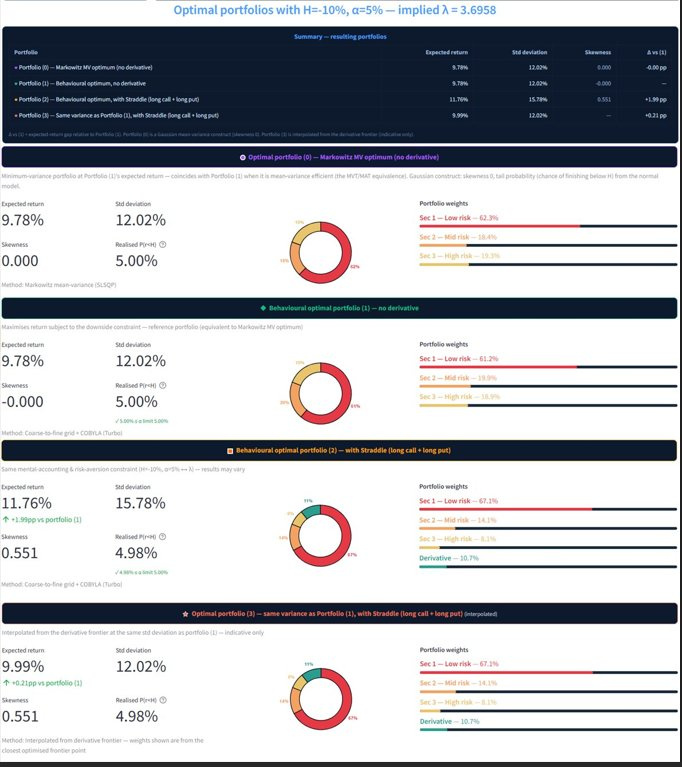 Optimal portfolios with H=-10%, α=5% — implied λ = 3.6958
Summary — resulting portfolios
Portfolio Expected return Std deviation Skewness Δ vs (1)
Portfolio (0) — Markowitz MV optimum (no derivative) 9.78% 12.02% 0.000 -0.00 pp
Portfolio (1) — Behavioural optimum, no derivative 9.78% 12.02% -0.000 —
Portfolio (2) — Behavioural optimum, with Straddle (long call + long put) 11.76% 15.78% 0.551 +1.99 pp
Portfolio (3) — Same variance as Portfolio (1), with Straddle (long call + long put) 9.99% 12.02% — +0.21 pp
Δ vs (1) = expected-return gap relative to Portfolio (1). Portfolio (0) is a Gaussian mean-variance construct (skewness 0). Portfolio (3) is interpolated from the derivative frontier (indicative only).
Optimal portfolio (0) — Markowitz MV optimum (no derivative)
Minimum-variance portfolio at Portfolio (1)'s expected return — coincides with Portfolio (1) when it is mean-variance efficient (the MVT/MAT equivalence). Gaussian construct: skewness 0, tail probability (chance of finishing below H) from the normal
model.
Expected return Std deviation Portfolio weights
9.78% 12.02%
Sec 1 — Low risk — 62.3%
Sec 2 — Mid risk — 18.4%
Skewness Realised P(r<H) ?
Sec 3 — High risk — 19.3%
0.000 5.00%
62%
Method: Markowitz mean-variance (SLSQP)
Behavioural optimal portfolio (1) — no derivative
Maximises return subject to the downside constraint — reference portfolio (equivalent to Markowitz MV optimum)
Expected return Std deviation Portfolio weights
9.78% 12.02%
Sec 1 — Low risk — 61.2%
Sec 2 — Mid risk — 19.9%
Skewness Realised P(r<H) ?
Sec 3 — High risk — 18.9%
-0.000 5.00%
20% 61%
✓ 5.00% ≤ α limit 5.00%
Method: Coarse-to-fine grid + COBYLA (Turbo)
Behavioural optimal portfolio (2) — with Straddle (long call + long put)
Same mental-accounting & risk-aversion constraint (H=-10%, α=5% ↔ λ) — results may vary
Expected return Std deviation Portfolio weights
11.76% 15.78%
Sec 1 — Low risk — 67.1%
11%
↑ +1.99pp vs portfolio (1)
Sec 2 — Mid risk — 14.1%
8%
Skewness Realised P(r<H) ?
Sec 3 — High risk — 8.1%
14%
0.551 4.98%
67%
Derivative — 10.7%
✓ 4.98% ≤ α limit 5.00%
Method: Coarse-to-fine grid + COBYLA (Turbo)
Optimal portfolio (3) — same variance as Portfolio (1), with Straddle (long call + long put) (interpolated)
Interpolated from the derivative frontier at the same std deviation as portfolio (1) — indicative only
Expected return Std deviation Portfolio weights
9.99% 12.02%
Sec 1 — Low risk — 67.1%
11%
↑ +0.21pp vs portfolio (1)
Sec 2 — Mid risk — 14.1%
8%
Skewness Realised P(r<H) ?
Sec 3 — High risk — 8.1%
14%
0.551 4.98%
67%
Derivative — 10.7%
Method: Interpolated from derivative frontier — weights shown are from the
closest optimised frontier point